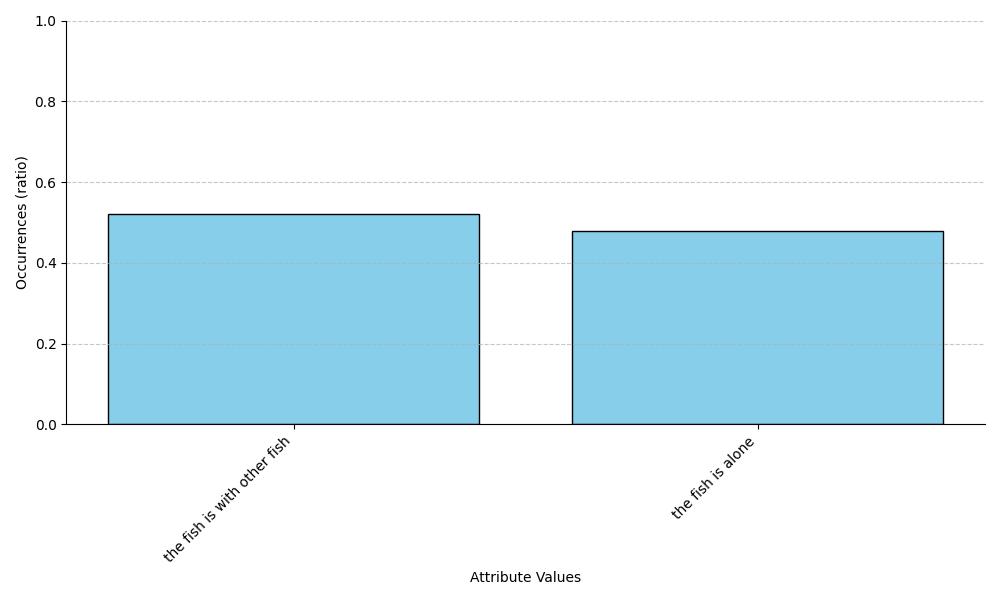 1.0
0.8
0.6
0.4
0.2
0.0
Occurrences (ratio)
the fish is with other fish
the fish is alone
Attribute Values